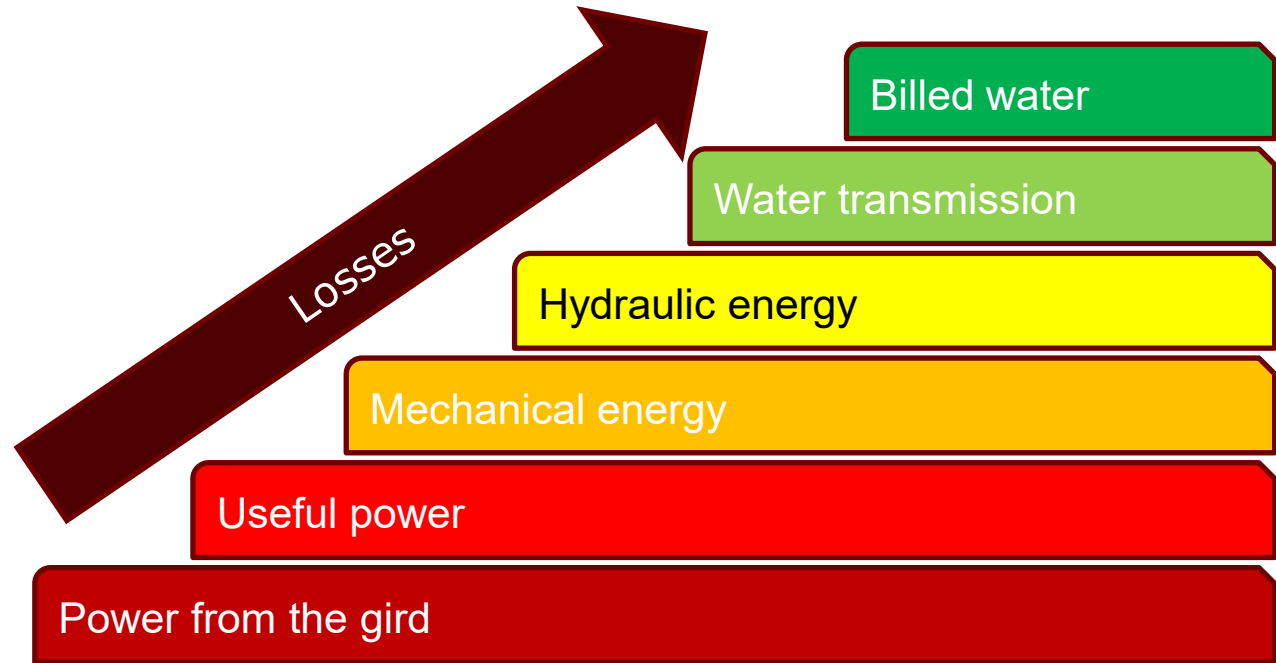 Billed water
Water transmission
Losses
Hydraulic energy
Mechanical energy
Useful power
Power from the gird